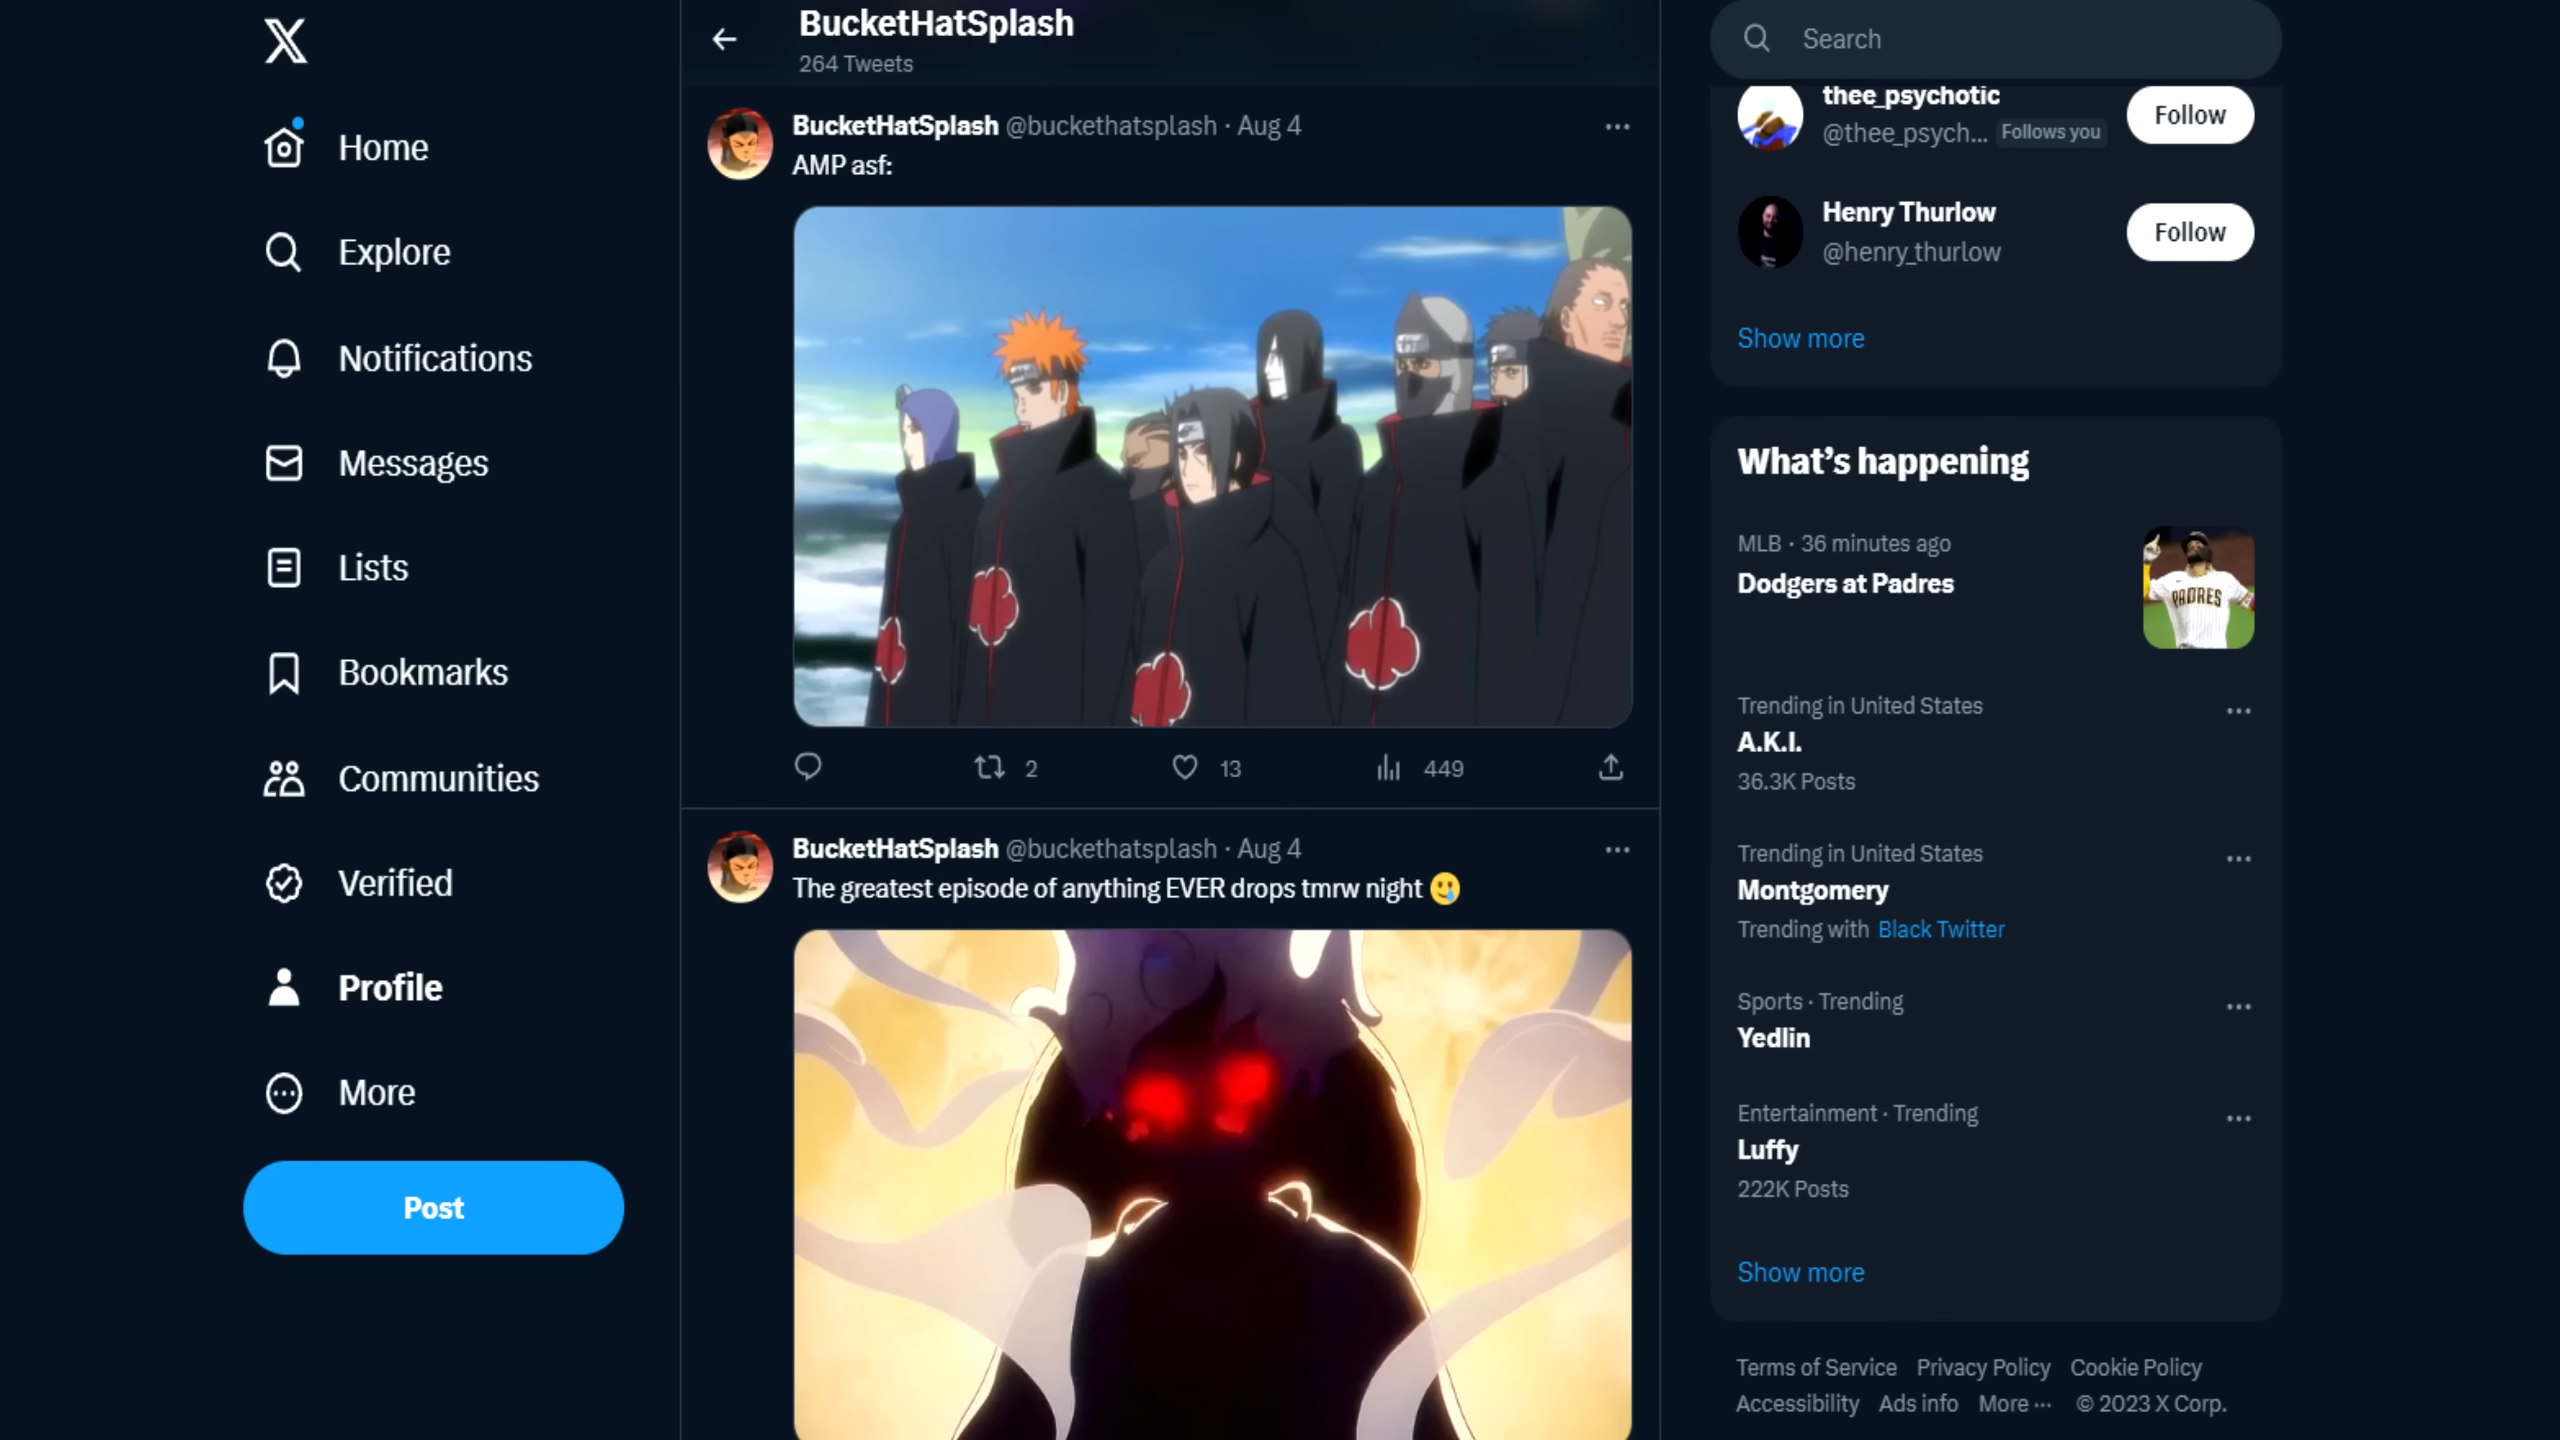 X
Home
Explore
Notifications
Messages
Lists
Bookmarks
Communities
Verified
Profile
More
Post
BucketHatSplash
264 Tweets
BucketHatSplash @buckethatsplash · Aug 4
AMP asf:
2 13 449
BucketHatSplash @buckethatsplash · Aug 4
The greatest episode of anything EVER drops tmrw night 🥲
Search
thee_psychotic
@thee_psych... Follows you
Follow
Henry Thurlow
@henry_thurlow
Follow
Show more
What’s happening
MLB · 36 minutes ago
Dodgers at Padres
PADRES
Trending in United States
A.K.I.
36.3K Posts
Trending in United States
Montgomery
Trending with Black Twitter
Sports · Trending
Yedlin
Entertainment · Trending
Luffy
222K Posts
Show more
Terms of Service Privacy Policy Cookie Policy
Accessibility Ads info More ··· © 2023 X Corp.